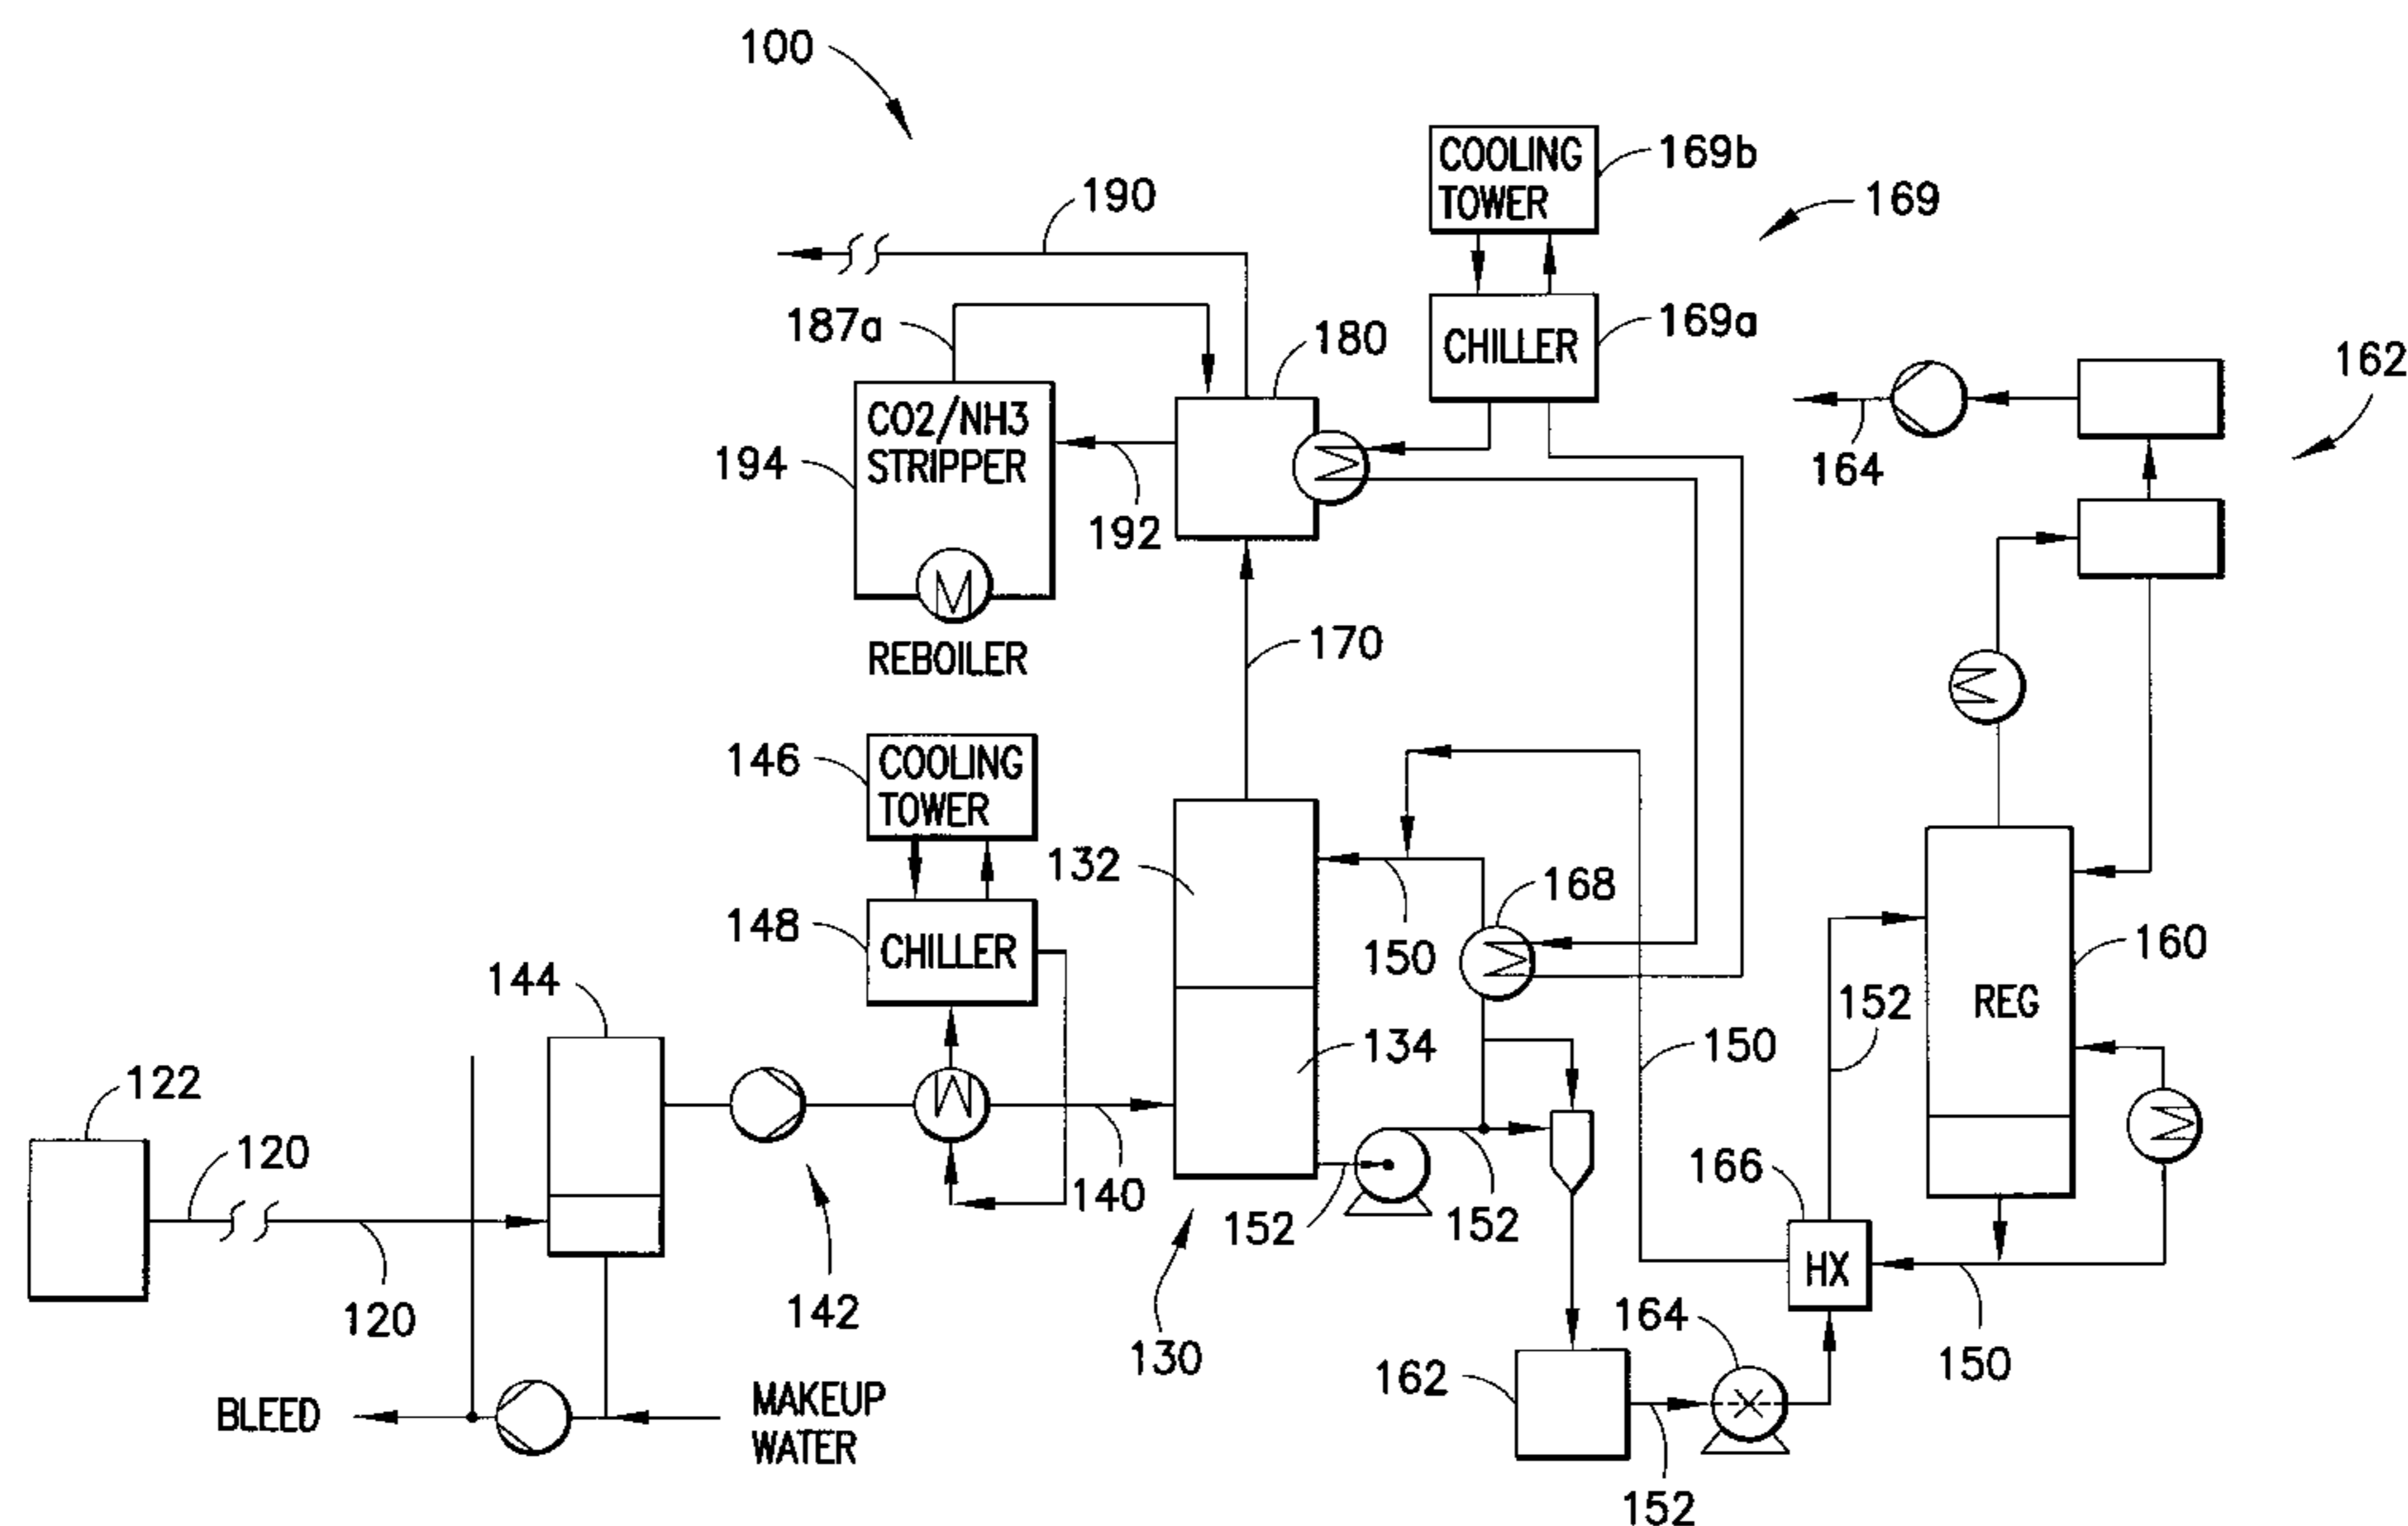 100
COOLING
TOWER
169b
169
190
187a
CHILLER
169a
180
162
CO2/NH3
STRIPPER
194
192
164
REBOILER
170
146
COOLING
TOWER
132
168
148
CHILLER
150
160
144
152
REG
134
150
122
120
140
152
152
166
HX
120
142
130
164
150
162
BLEED
MAKEUP
WATER
152